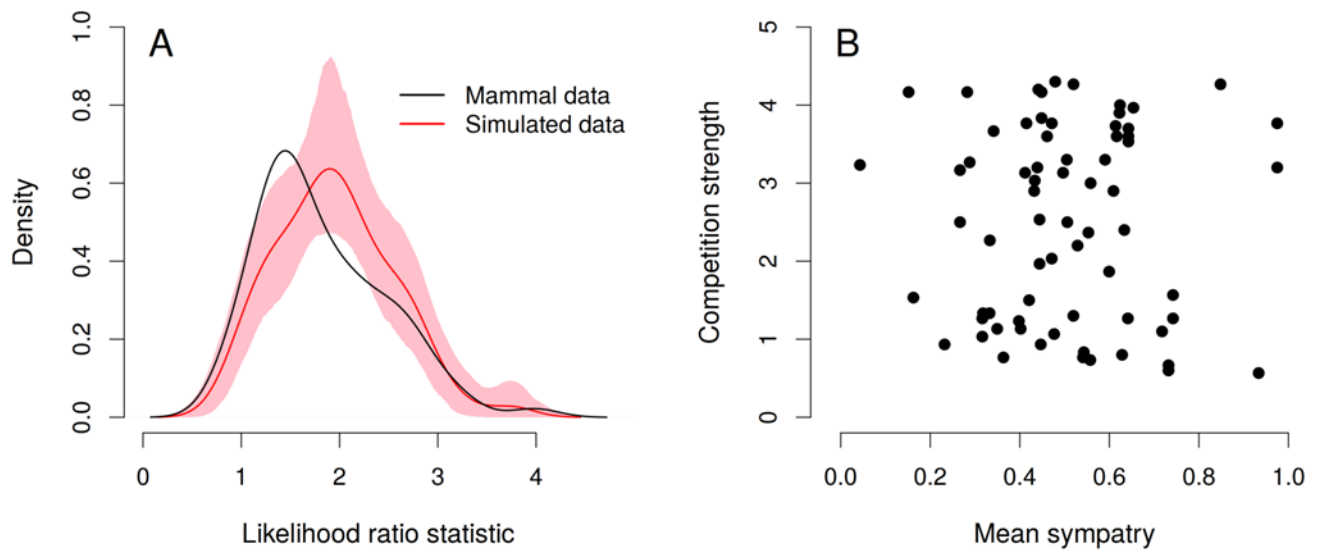 A
Density
0.0 0.2 0.4 0.6 0.8 1.0
Mammal data
Simulated data
0 1 2 3 4
Likelihood ratio statistic
B
Competition strength
0 1 2 3 4 5
0.0 0.2 0.4 0.6 0.8 1.0
Mean sympatry